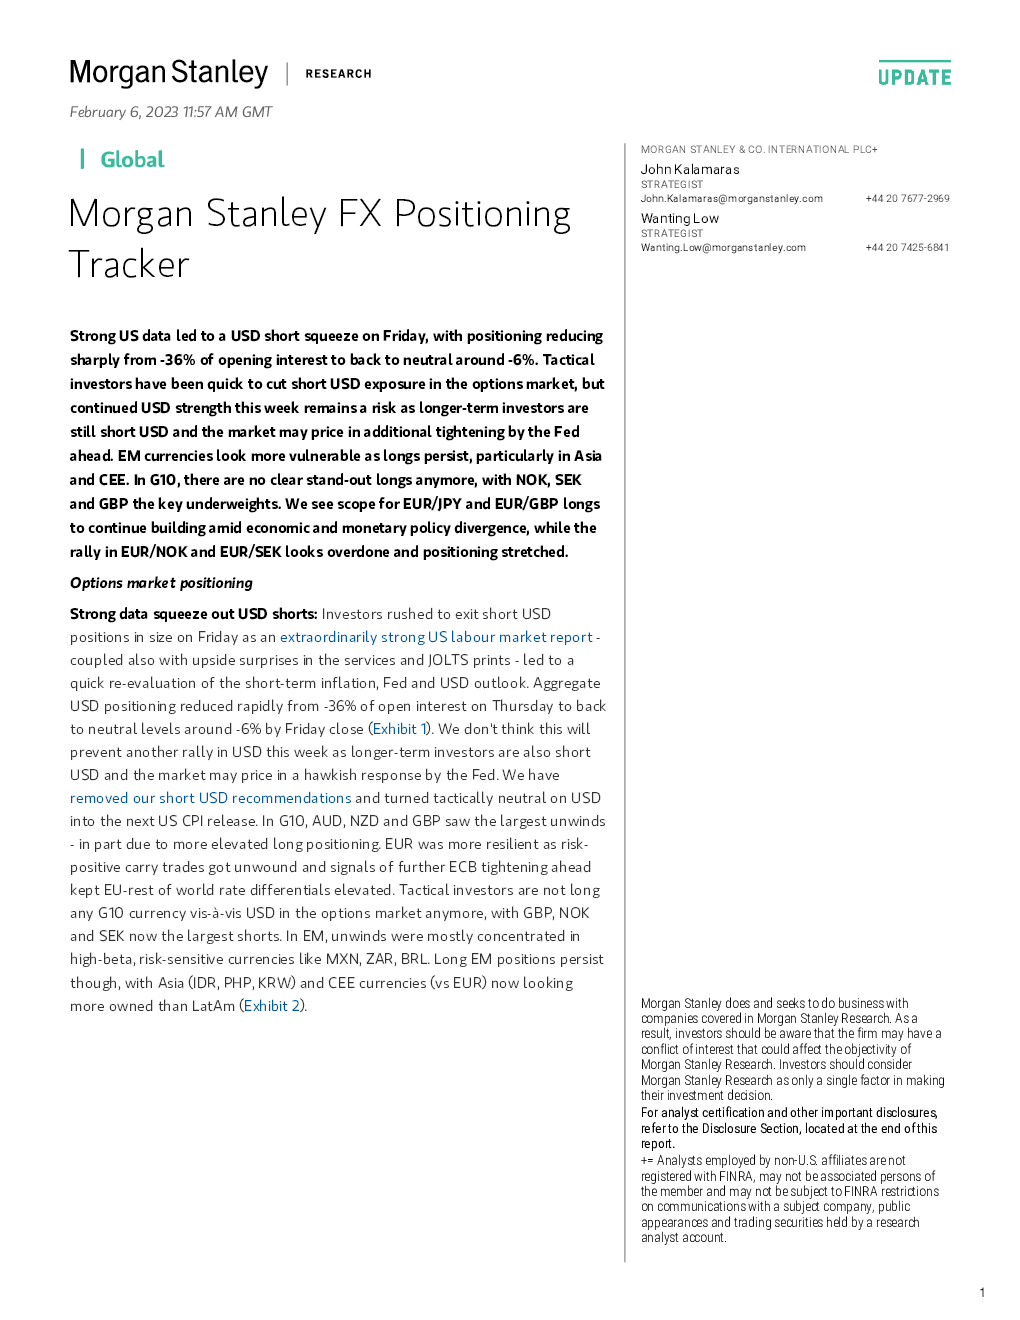 Morgan Stanley | RESEARCH
UPDATE
February 6, 2023 11:57 AM GMT
| Global
Morgan Stanley FX Positioning
Tracker
Strong US data led to a USD short squeeze on Friday, with positioning reducing
sharply from -36% of opening interest to back to neutral around -6%. Tactical
investors have been quick to cut short USD exposure in the options market, but
continued USD strength this week remains a risk as longer-term investors are
still short USD and the market may price in additional tightening by the Fed
ahead. EM currencies look more vulnerable as longs persist, particularly in Asia
and CEE. In G10, there are no clear stand-out longs anymore, with NOK, SEK
and GBP the key underweights. We see scope for EUR/JPY and EUR/GBP longs
to continue building amid economic and monetary policy divergence, while the
rally in EUR/NOK and EUR/SEK looks overdone and positioning stretched.
Options market positioning
Strong data squeeze out USD shorts: Investors rushed to exit short USD
positions in size on Friday as an extraordinarily strong US labour market report -
coupled also with upside surprises in the services and JOLTS prints - led to a
quick re-evaluation of the short-term inflation, Fed and USD outlook. Aggregate
USD positioning reduced rapidly from -36% of open interest on Thursday to back
to neutral levels around -6% by Friday close (Exhibit 1). We don't think this will
prevent another rally in USD this week as longer-term investors are also short
USD and the market may price in a hawkish response by the Fed. We have
removed our short USD recommendations and turned tactically neutral on USD
into the next US CPI release. In G10, AUD, NZD and GBP saw the largest unwinds
- in part due to more elevated long positioning. EUR was more resilient as risk-
positive carry trades got unwound and signals of further ECB tightening ahead
kept EU-rest of world rate differentials elevated. Tactical investors are not long
any G10 currency vis-à-vis USD in the options market anymore, with GBP, NOK
and SEK now the largest shorts. In EM, unwinds were mostly concentrated in
high-beta, risk-sensitive currencies like MXN, ZAR, BRL. Long EM positions persist
though, with Asia (IDR, PHP, KRW) and CEE currencies (vs EUR) now looking
more owned than LatAm (Exhibit 2).
MORGAN STANLEY & CO. INTERNATIONAL PLC+
John Kalamaras
STRATEGIST
John.Kalamaras@morganstanley.com +44 20 7677-2969
Wanting Low
STRATEGIST
Wanting.Low@morganstanley.com +44 20 7425-6841
Morgan Stanley does and seeks to do business with
companies covered in Morgan Stanley Research. As a
result, investors should be aware that the firm may have a
conflict of interest that could affect the objectivity of
Morgan Stanley Research. Investors should consider
Morgan Stanley Research as only a single factor in making
their investment decision.
For analyst certification and other important disclosures,
refer to the Disclosure Section, located at the end of this
report.
+= Analysts employed by non-U.S. affiliates are not
registered with FINRA, may not be associated persons of
the member and may not be subject to FINRA restrictions
on communications with a subject company, public
appearances and trading securities held by a research
analyst account.
1